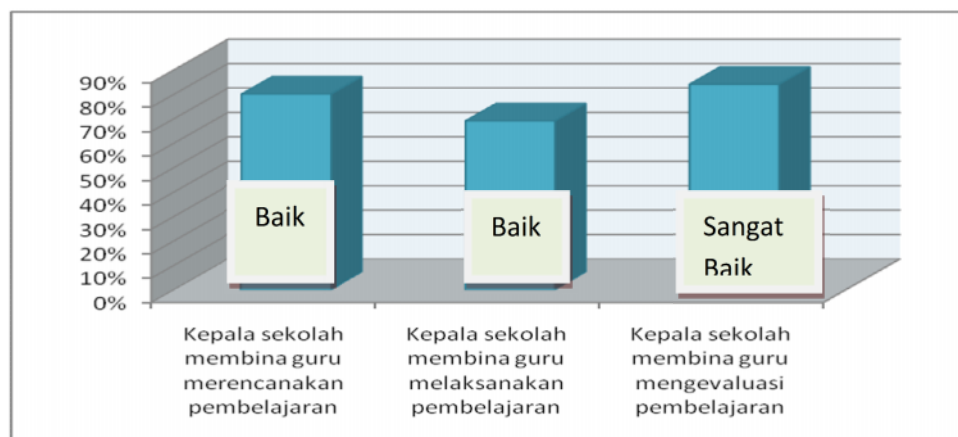 90%
80%
70%
60%
50%
40%
30%
20%
10%
0%
Baik
Baik
Sangat
Baik
Kepala sekolah
membina guru
merencanakan
pembelajaran
Kepala sekolah
membina guru
melaksanakan
pembelajaran
Kepala sekolah
membina guru
mengevaluasi
pembelajaran